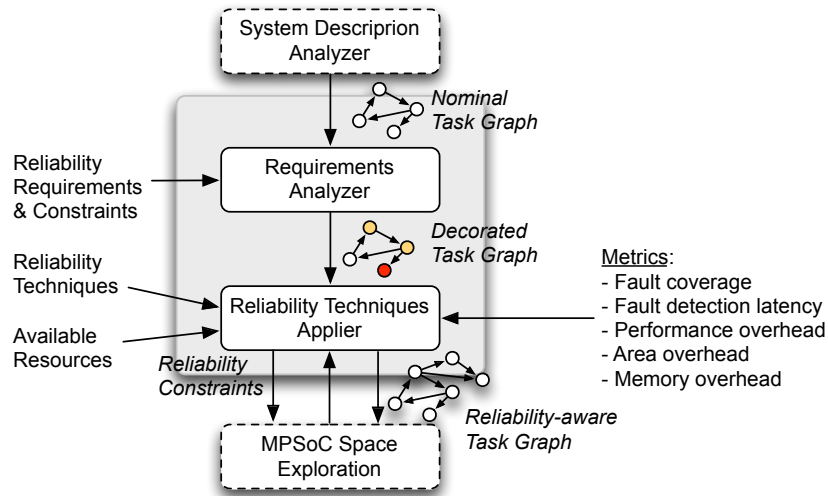 System Descriprion
Analyzer
Nominal
Task Graph
Reliability
Requirements
& Constraints
Requirements
Analyzer
Decorated
Task Graph
Reliability
Techniques
Available
Resources
Reliability Techniques
Applier
Metrics:
- Fault coverage
- Fault detection latency
- Performance overhead
- Area overhead
- Memory overhead
Reliability
Constraints
Reliability-aware
Task Graph
MPSoC Space
Exploration